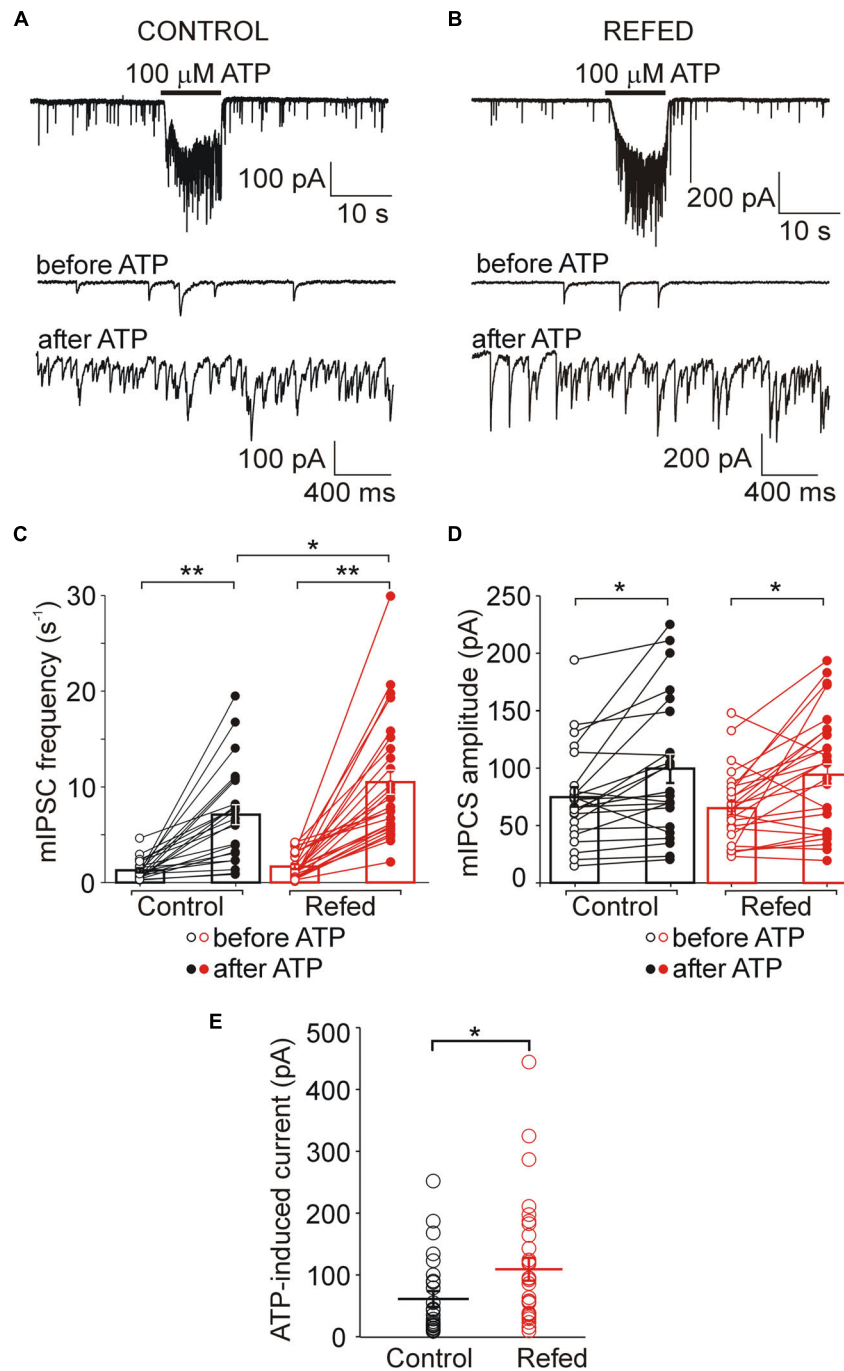 A
CONTROL
100 μM ATP
100 pA
10 s
before ATP
after ATP
100 pA
400 ms
B
REFED
100 μM ATP
200 pA
10 s
before ATP
after ATP
200 pA
400 ms
C
* 
** **
mIPSC frequency (s⁻¹)
30
20
10
0
Control Refed
before ATP
after ATP
D
* *
mIPCS amplitude (pA)
250
200
150
100
50
0
Control Refed
before ATP
after ATP
E
*
ATP-induced current (pA)
500
400
300
200
100
0
Control Refed